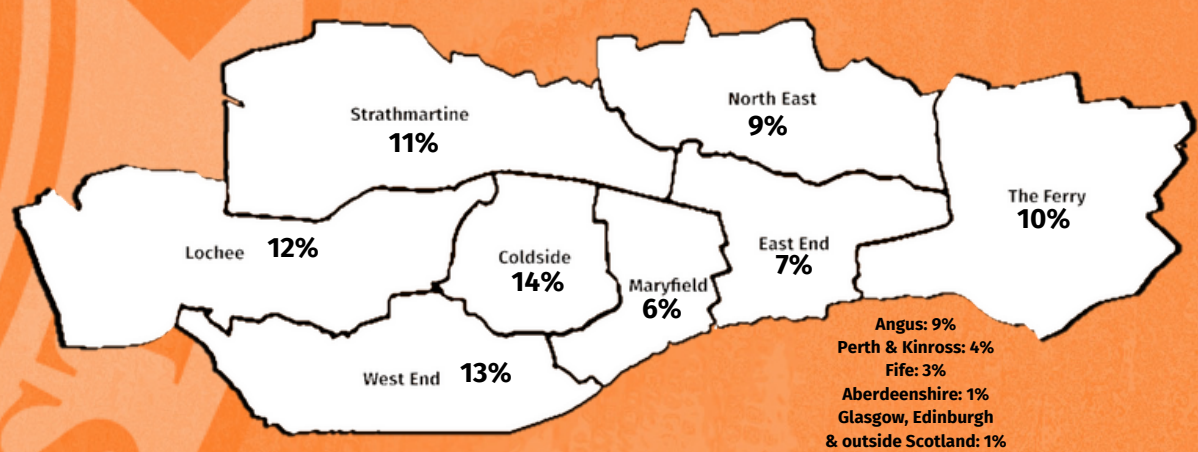 Strathmartine
11%
North East
9%
The Ferry
10%
Lochee 12%
Coldside
14%
Maryfield
6%
East End
7%
West End 13%
Angus: 9%
Perth & Kinross: 4%
Fife: 3%
Aberdeenshire: 1%
Glasgow, Edinburgh
& outside Scotland: 1%